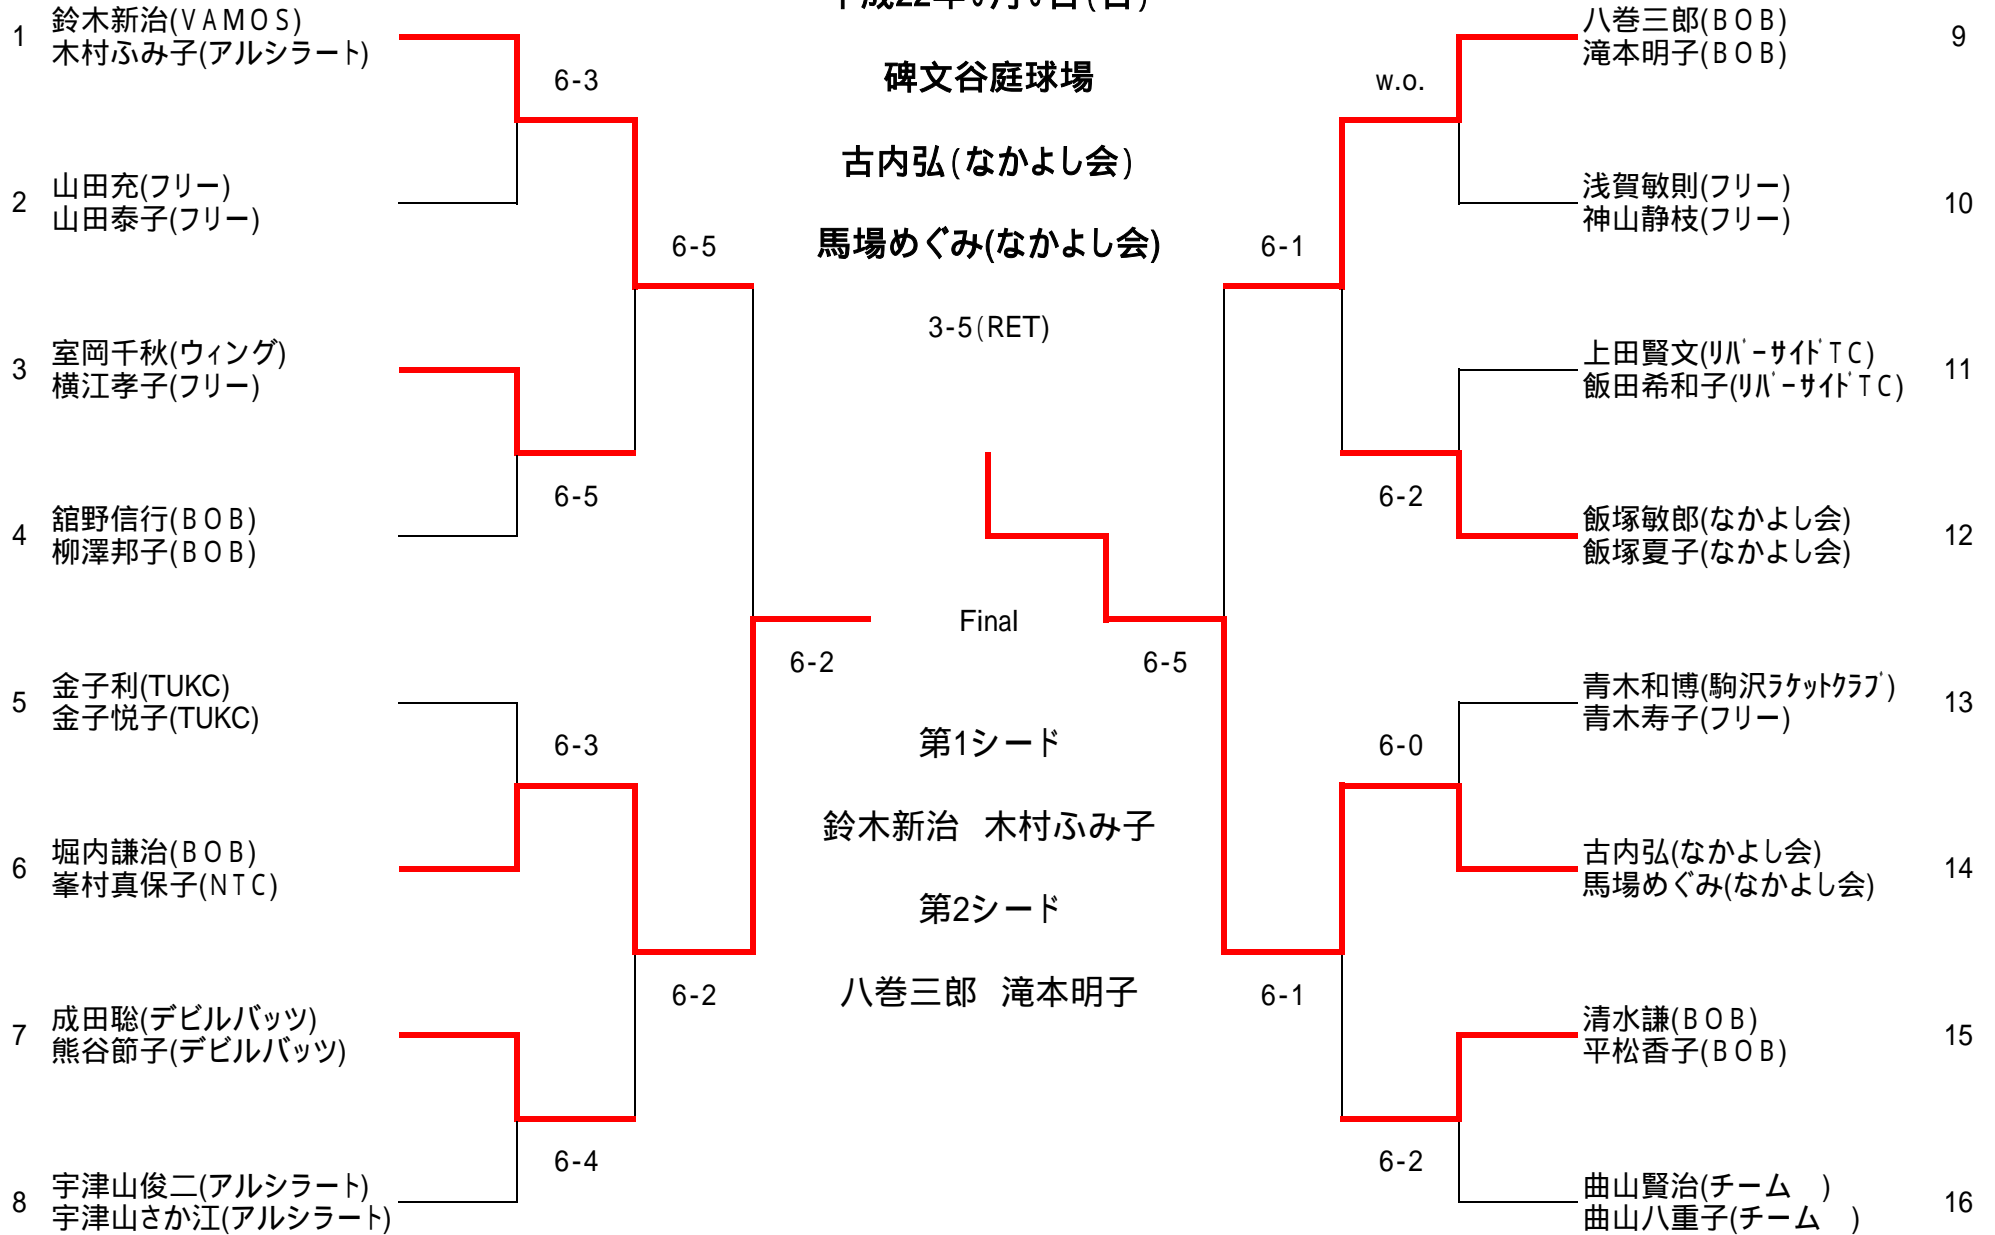 1 鈴木新治(VAMOS)
木村ふみ子(アルシラート)
6-3
2 山田充(フリー)
山田泰子(フリー)
6-5
3 室岡千秋(ウィング)
横江孝子(フリー)
6-5
4 舘野信行(BOB)
柳澤邦子(BOB)
6-2
5 金子利(TUKC)
金子悦子(TUKC)
6-3
6 堀内謙治(BOB)
峯村真保子(NTC)
6-2
7 成田聡(デビルバッツ)
熊谷節子(デビルバッツ)
6-4
8 宇津山俊二(アルシラート)
宇津山さか江(アルシラート)
碑文谷庭球場
古内弘(なかよし会)
馬場めぐみ(なかよし会)
3-5(RET)
Final
第1シード
鈴木新治 木村ふみ子
第2シード
八巻三郎 滝本明子
八巻三郎(BOB) 9
滝本明子(BOB)
w.o.
浅賀敏則(フリー) 10
神山静枝(フリー)
6-1
上田賢文(リバーサイドTC) 11
飯田希和子(リバーサイドTC)
6-2
飯塚敏郎(なかよし会) 12
飯塚夏子(なかよし会)
6-5
青木和博(駒沢ラケットクラブ) 13
青木寿子(フリー)
6-0
古内弘(なかよし会) 14
馬場めぐみ(なかよし会)
6-1
清水謙(BOB) 15
平松香子(BOB)
6-2
曲山賢治(チーム ) 16
曲山八重子(チーム )